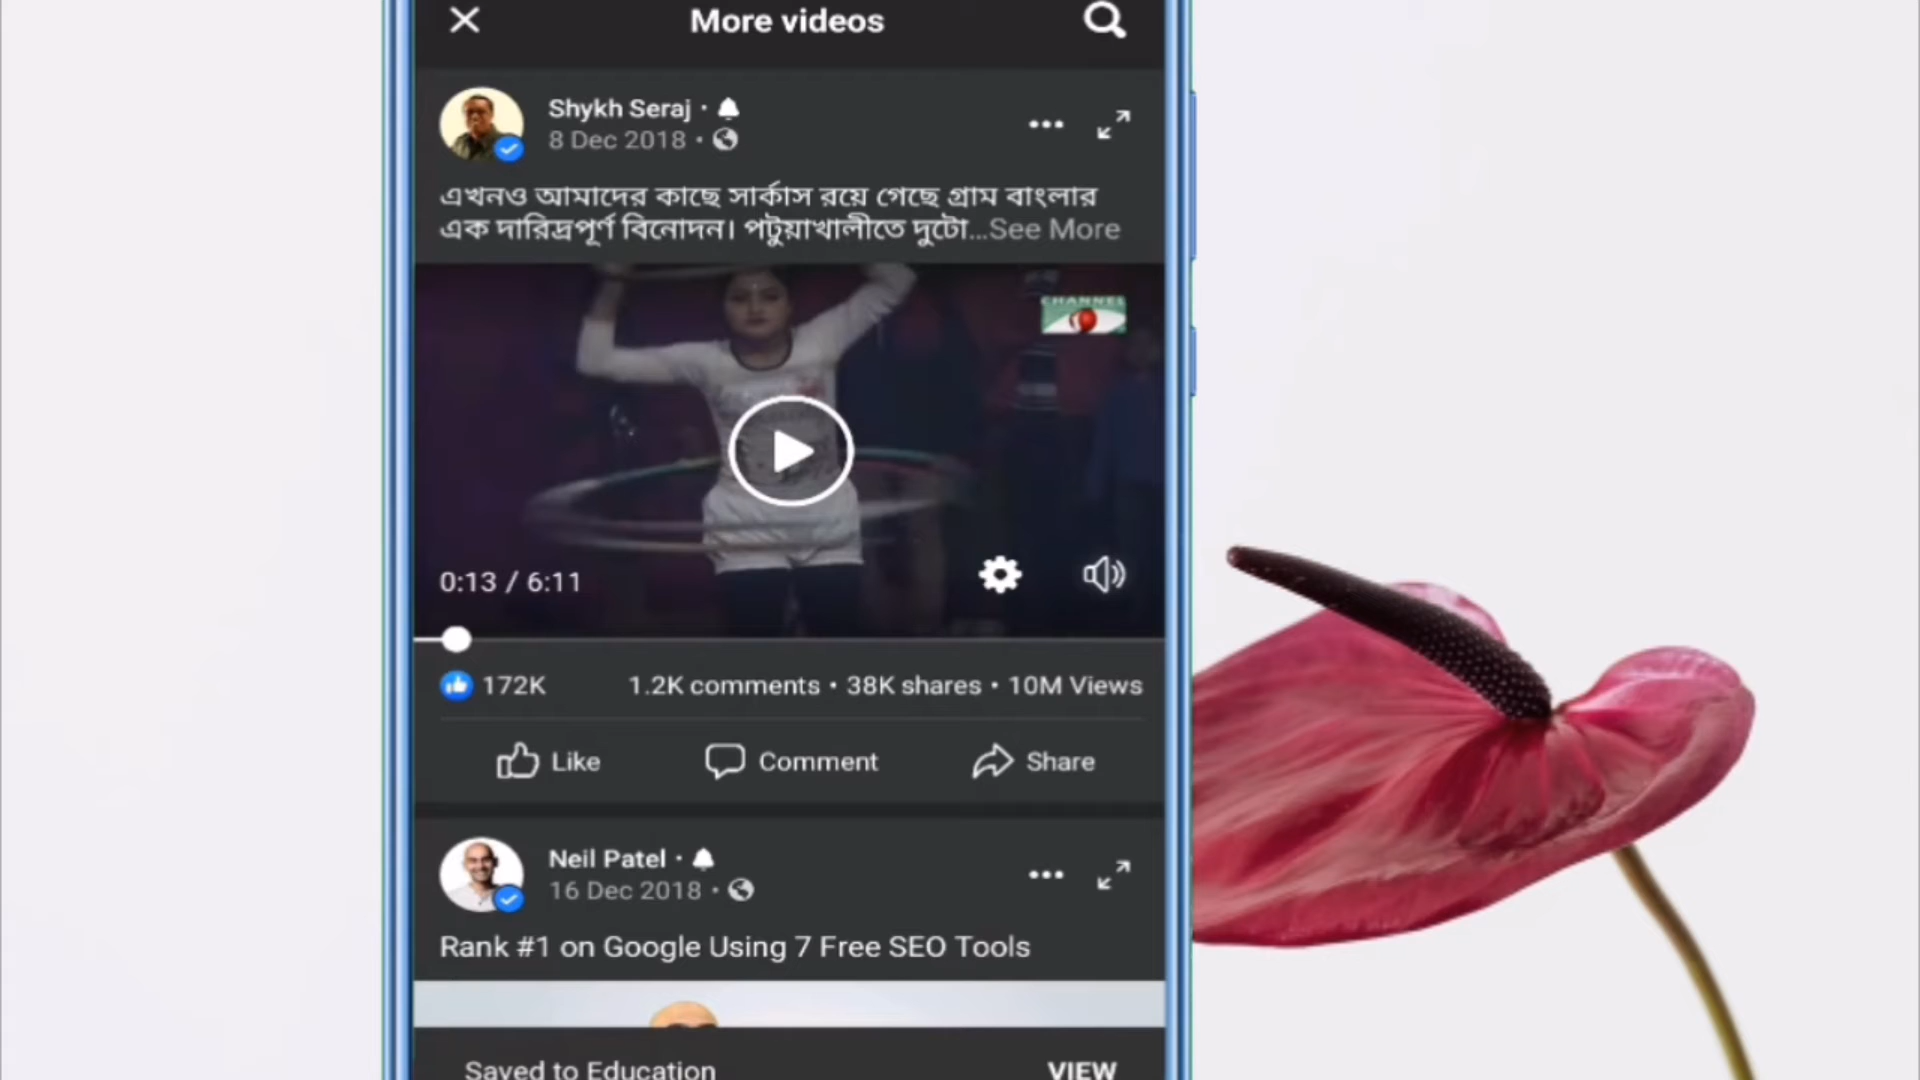 More videos
Shykh Seraj ·
8 Dec 2018 ·
এখনও আমাদের কাছে সার্কাস রয়ে গেছে গ্রাম বাংলার
এক দারিদ্রপূর্ণ বিনোদন। পটুয়াখালীতে দুটো...See More
CHANNEL
0:13 / 6:11
172K 1.2K comments · 38K shares · 10M Views
Like Comment Share
Neil Patel ·
16 Dec 2018 ·
Rank #1 on Google Using 7 Free SEO Tools
Saved to Education VIEW